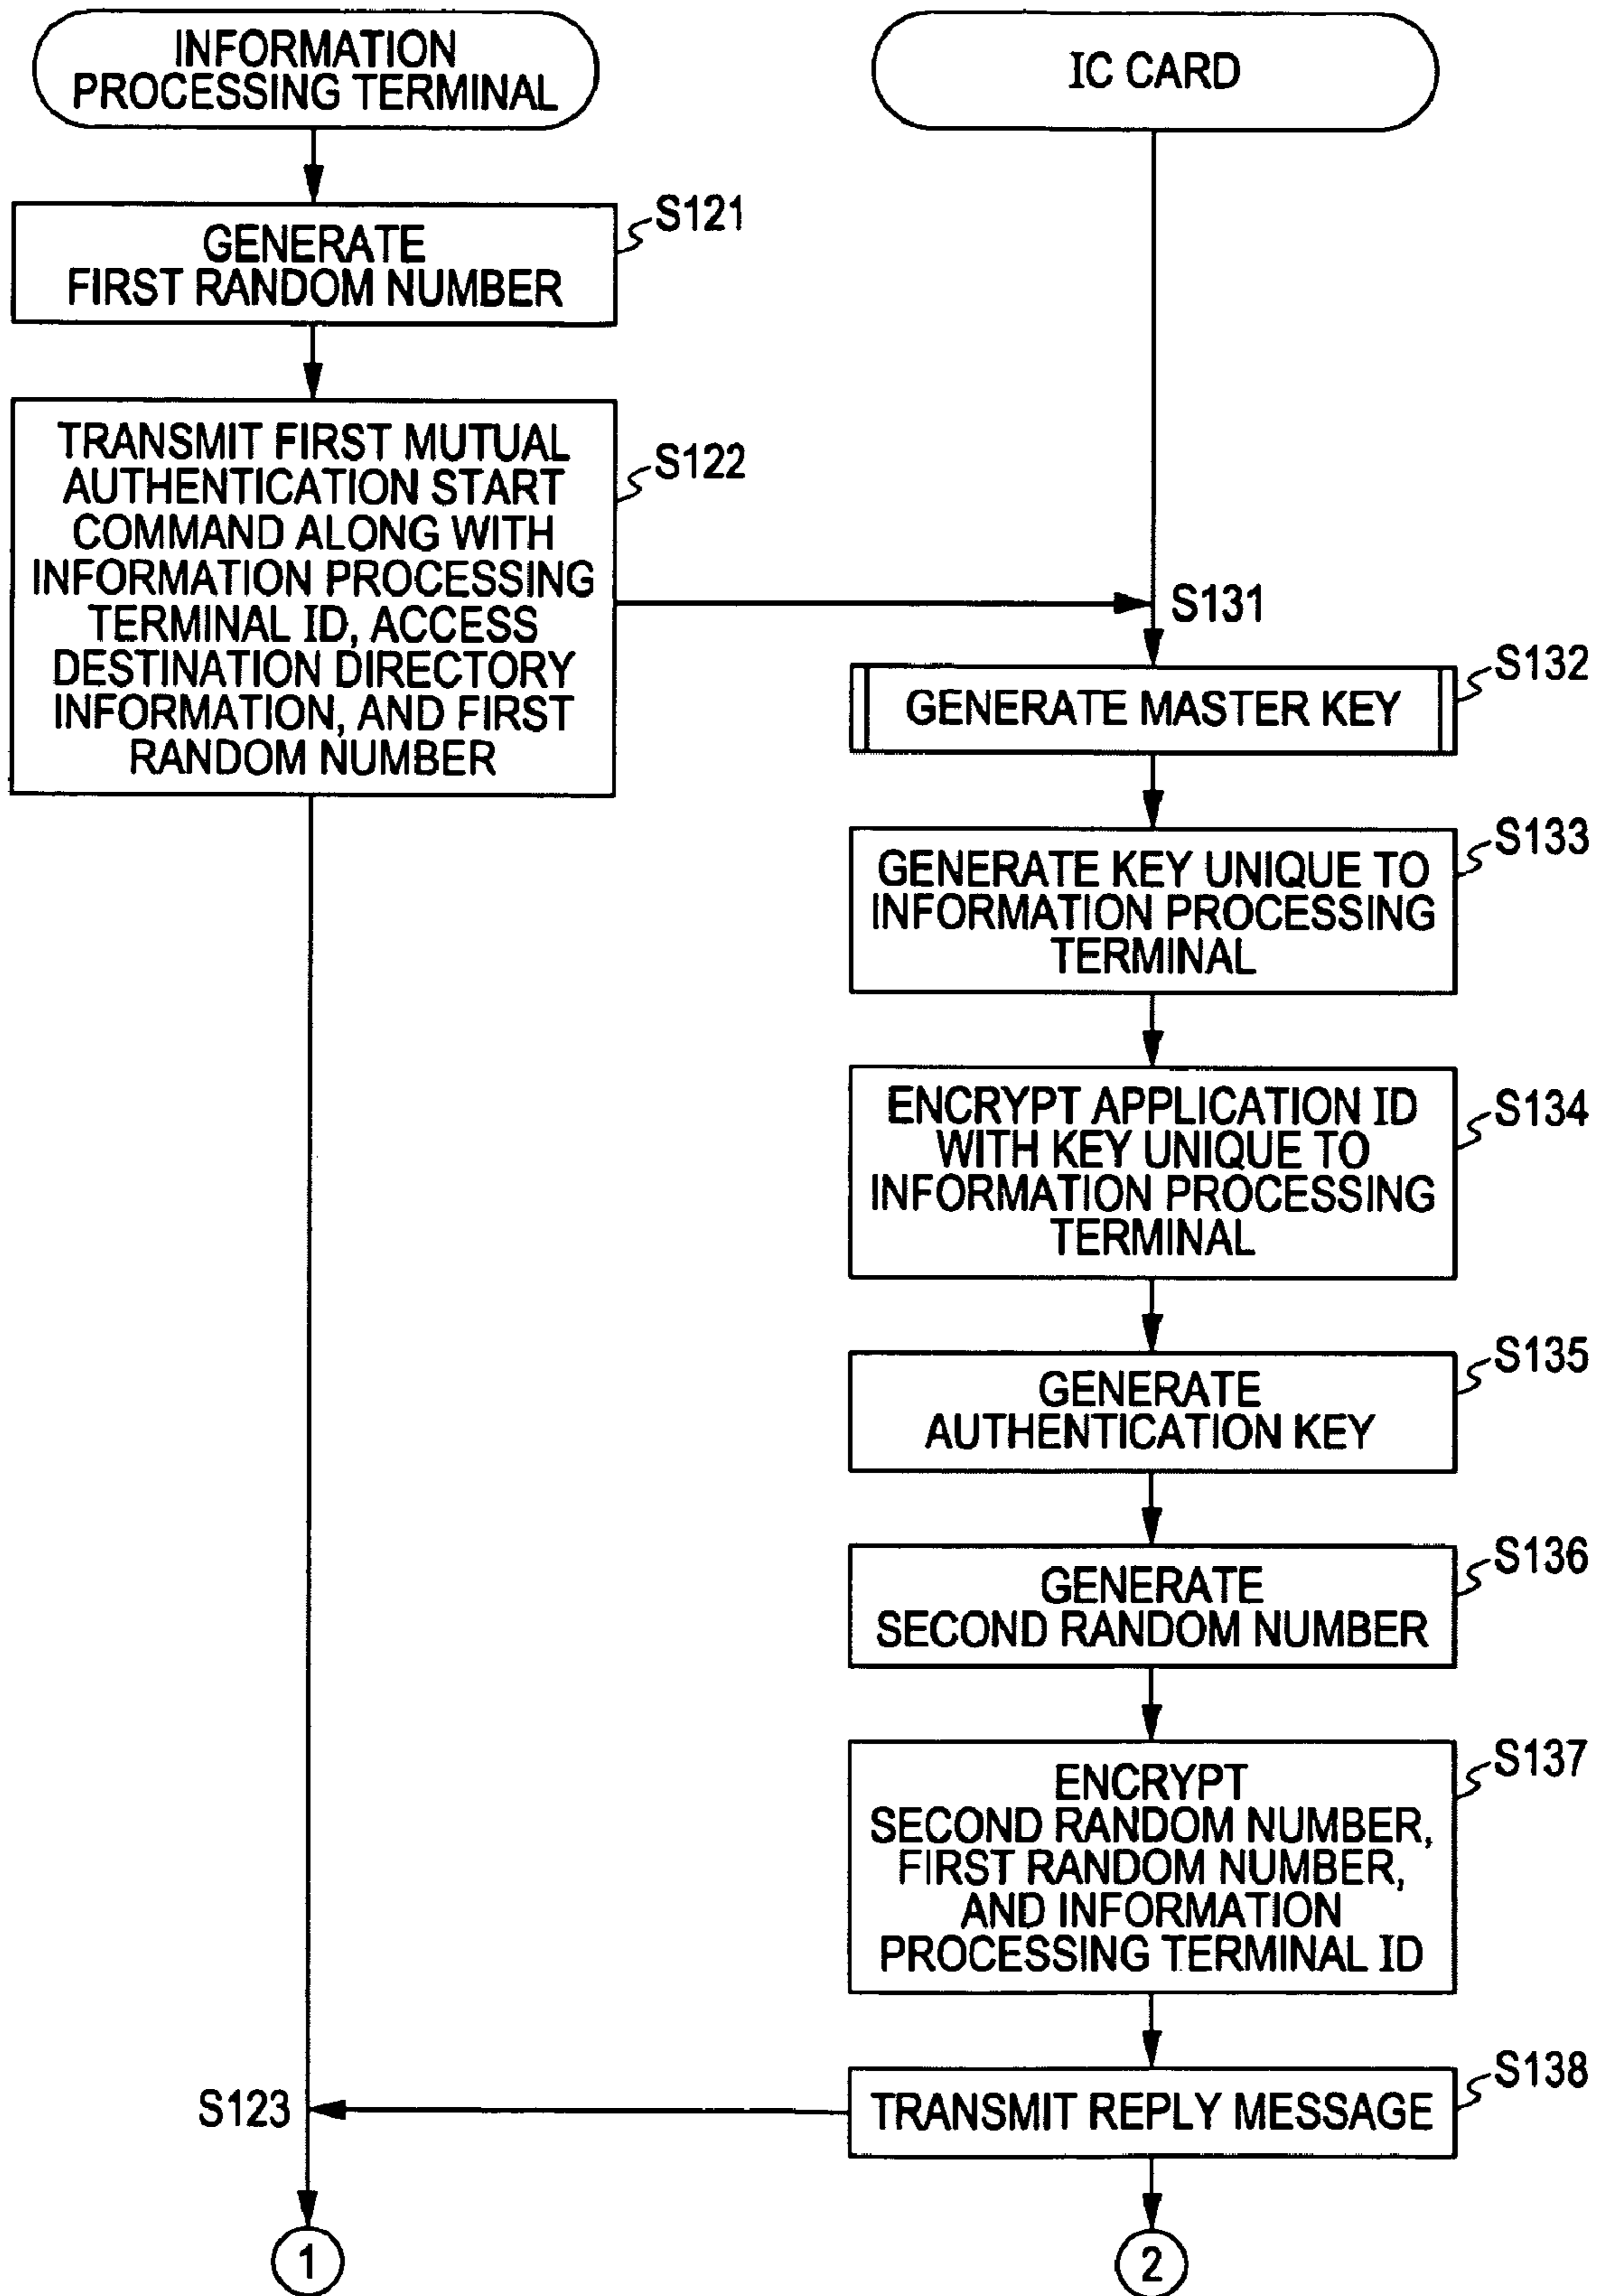 INFORMATION
PROCESSING TERMINAL
GENERATE
FIRST RANDOM NUMBER
S121
TRANSMIT FIRST MUTUAL
AUTHENTICATION START
COMMAND ALONG WITH
INFORMATION PROCESSING
TERMINAL ID, ACCESS
DESTINATION DIRECTORY
INFORMATION, AND FIRST
RANDOM NUMBER
S122
S123
1
IC CARD
S131
GENERATE MASTER KEY
S132
GENERATE KEY UNIQUE TO
INFORMATION PROCESSING
TERMINAL
S133
ENCRYPT APPLICATION ID
WITH KEY UNIQUE TO
INFORMATION PROCESSING
TERMINAL
S134
GENERATE
AUTHENTICATION KEY
S135
GENERATE
SECOND RANDOM NUMBER
S136
ENCRYPT
SECOND RANDOM NUMBER,
FIRST RANDOM NUMBER,
AND INFORMATION
PROCESSING TERMINAL ID
S137
TRANSMIT REPLY MESSAGE
S138
2